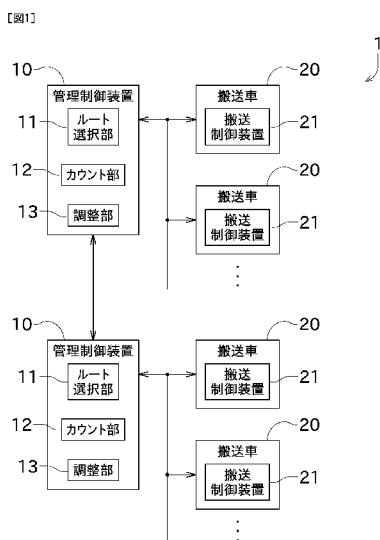 [図1]
1
10
管理制御装置
11
ルート
選択部
12
カウント部
13
調整部
20
搬送車
搬送
制御装置
21
20
搬送車
搬送
制御装置
21
10
管理制御装置
11
ルート
選択部
12
カウント部
13
調整部
20
搬送車
搬送
制御装置
21
20
搬送車
搬送
制御装置
21